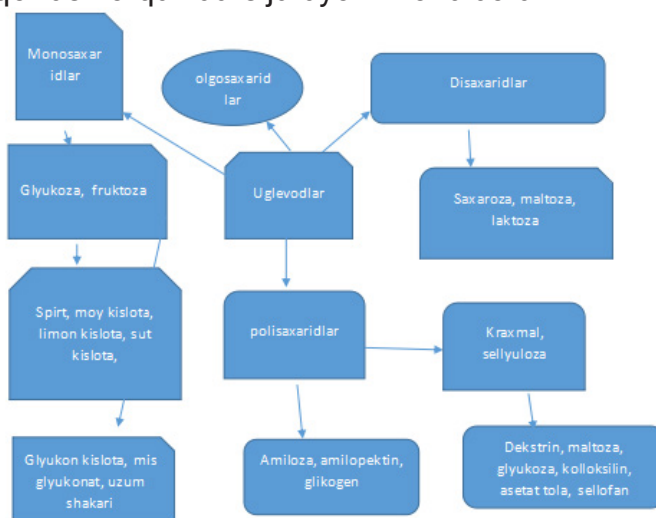 Monosaxar
idlar
olgosaxarid
lar
Disaxaridlar
Glyukoza, fruktoza
Uglevodlar
Saxaroza, maltoza,
laktoza
Spirt, moy kislota,
limon kislota, sut
kislota,
polisaxaridlar
Kraxmal,
sellyuloza
Glyukon kislota, mis
glyukonat, uzum
shakari
Amiloza, amilopektin,
glikogen
Dekstrin, maltoza,
glyukoza, kolloksilin,
asetat tola, sellofan